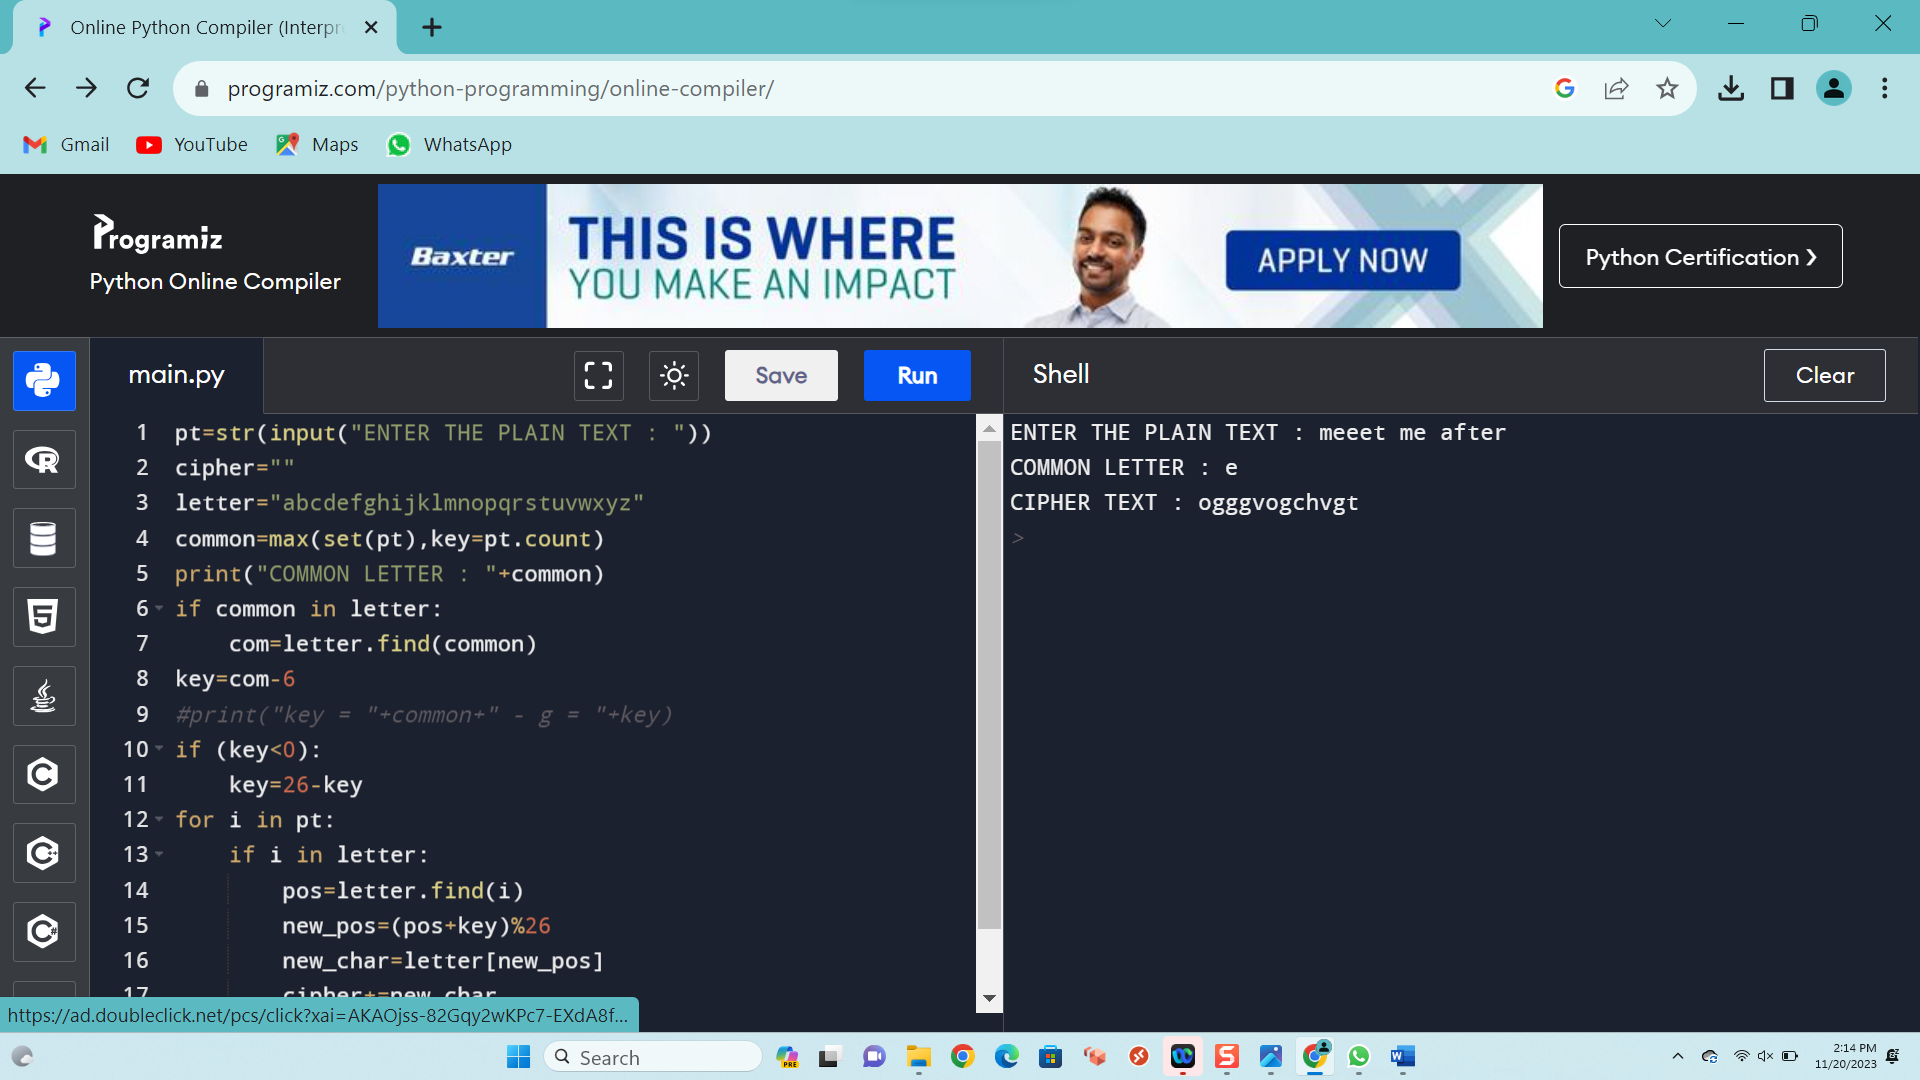 Online Python Compiler (Interpr
programiz.com/python-programming/online-compiler/
Gmail YouTube Maps WhatsApp
Programiz
Python Online Compiler
Baxter
THIS IS WHERE
YOU MAKE AN IMPACT
APPLY NOW
Python Certification ❯
main.py
Save
Run
Shell
Clear
1 pt=str(input("ENTER THE PLAIN TEXT : "))
2 cipher=""
3 letter="abcdefghijklmnopqrstuvwxyz"
4 common=max(set(pt),key=pt.count)
5 print("COMMON LETTER : "+common)
6 if common in letter:
7     com=letter.find(common)
8 key=com-6
9 #print("key = "+common+" - g = "+key)
10 if (key<0):
11     key=26-key
12 for i in pt:
13     if i in letter:
14         pos=letter.find(i)
15         new_pos=(pos+key)%26
16         new_char=letter[new_pos]
17         cipher+=new_char
ENTER THE PLAIN TEXT : meeet me after
COMMON LETTER : e
CIPHER TEXT : ogggvogchvgt
>
https://ad.doubleclick.net/pcs/click?xai=AKAOjss-82Gqy2wKPc7-EXdA8f...
Search
PRE
2:14 PM
11/20/2023